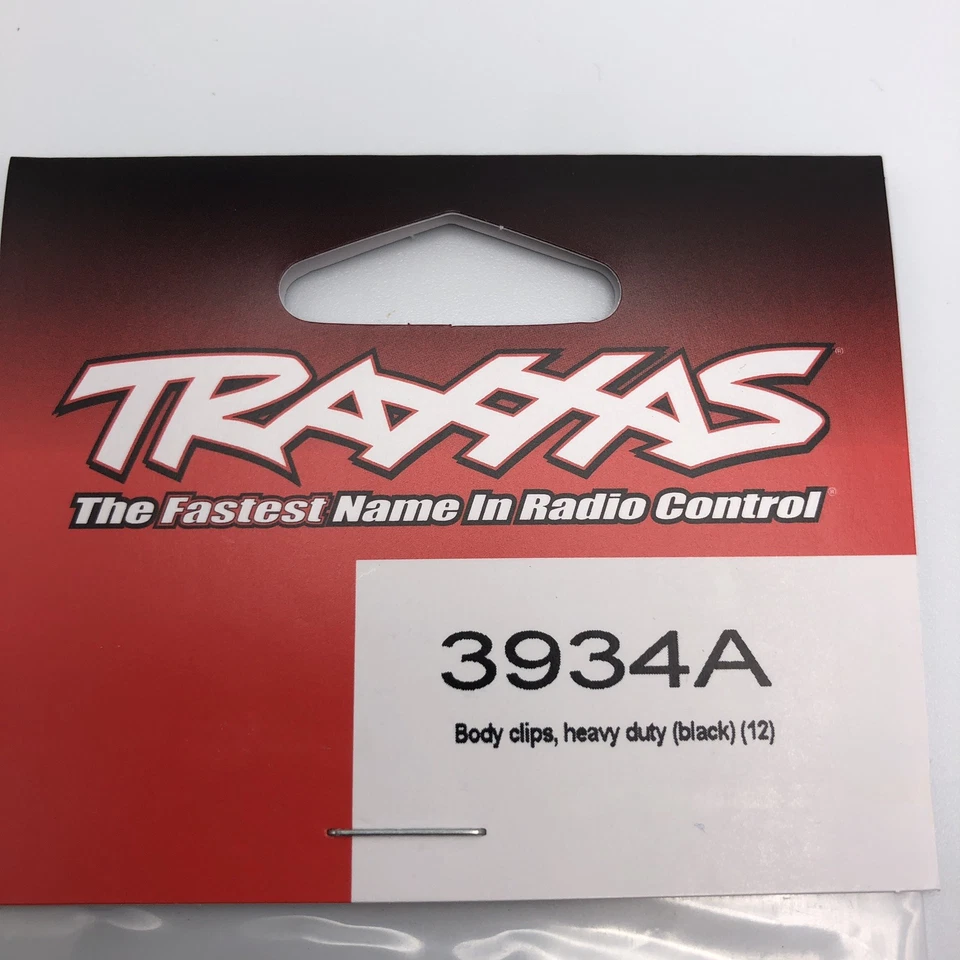 TRAXXAS®
The Fastest Name In Radio Control®
3934A
Body clips, heavy duty (black) (12)